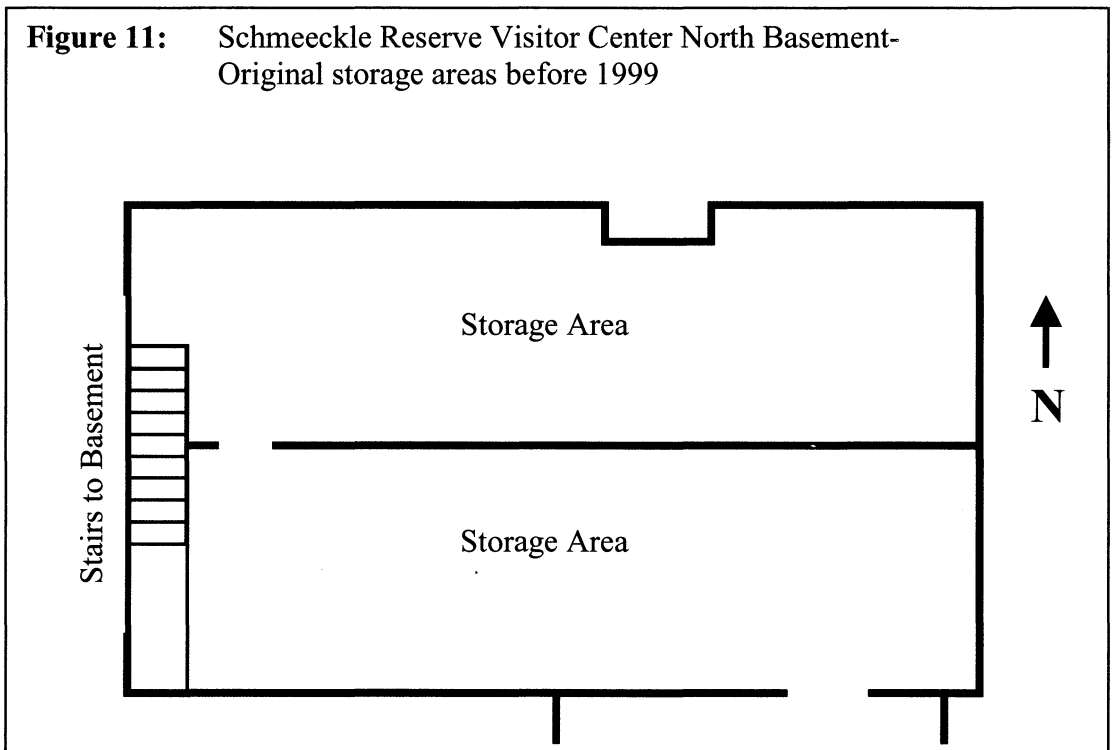 Figure 11: Schmeeckle Reserve Visitor Center North Basement-
Original storage areas before 1999
Storage Area
N
Stairs to Basement
Storage Area